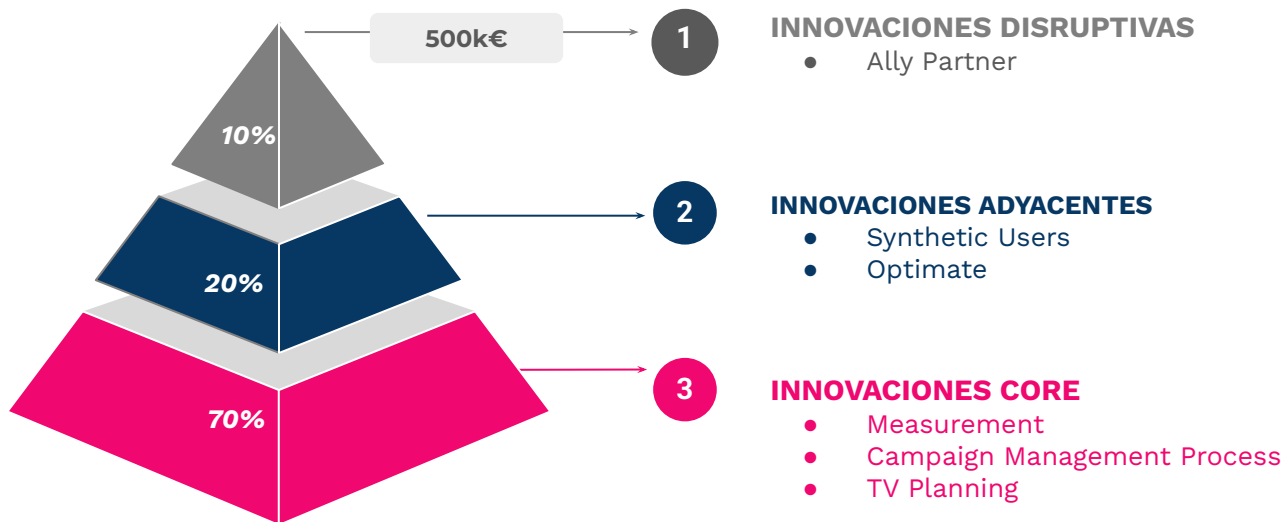 500k€
1
INNOVACIONES DISRUPTIVAS
● Ally Partner
10%
2
INNOVACIONES ADYACENTES
● Synthetic Users
● Optimate
20%
3
INNOVACIONES CORE
● Measurement
● Campaign Management Process
● TV Planning
70%